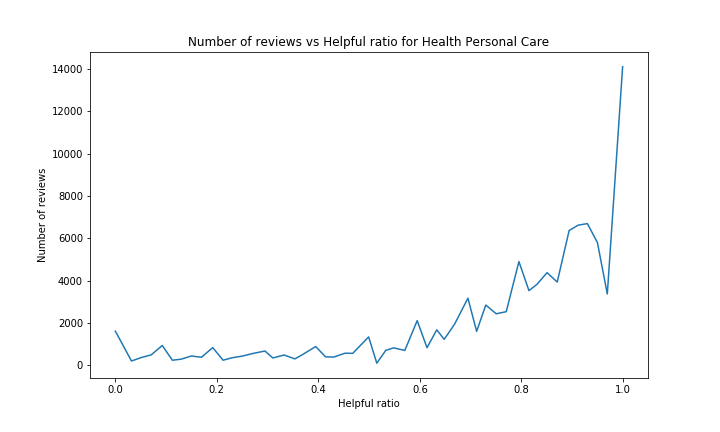 Number of reviews vs Helpful ratio for Health Personal Care
Number of reviews
14000
12000
10000
8000
6000
4000
2000
0
0.0 0.2 0.4 0.6 0.8 1.0
Helpful ratio